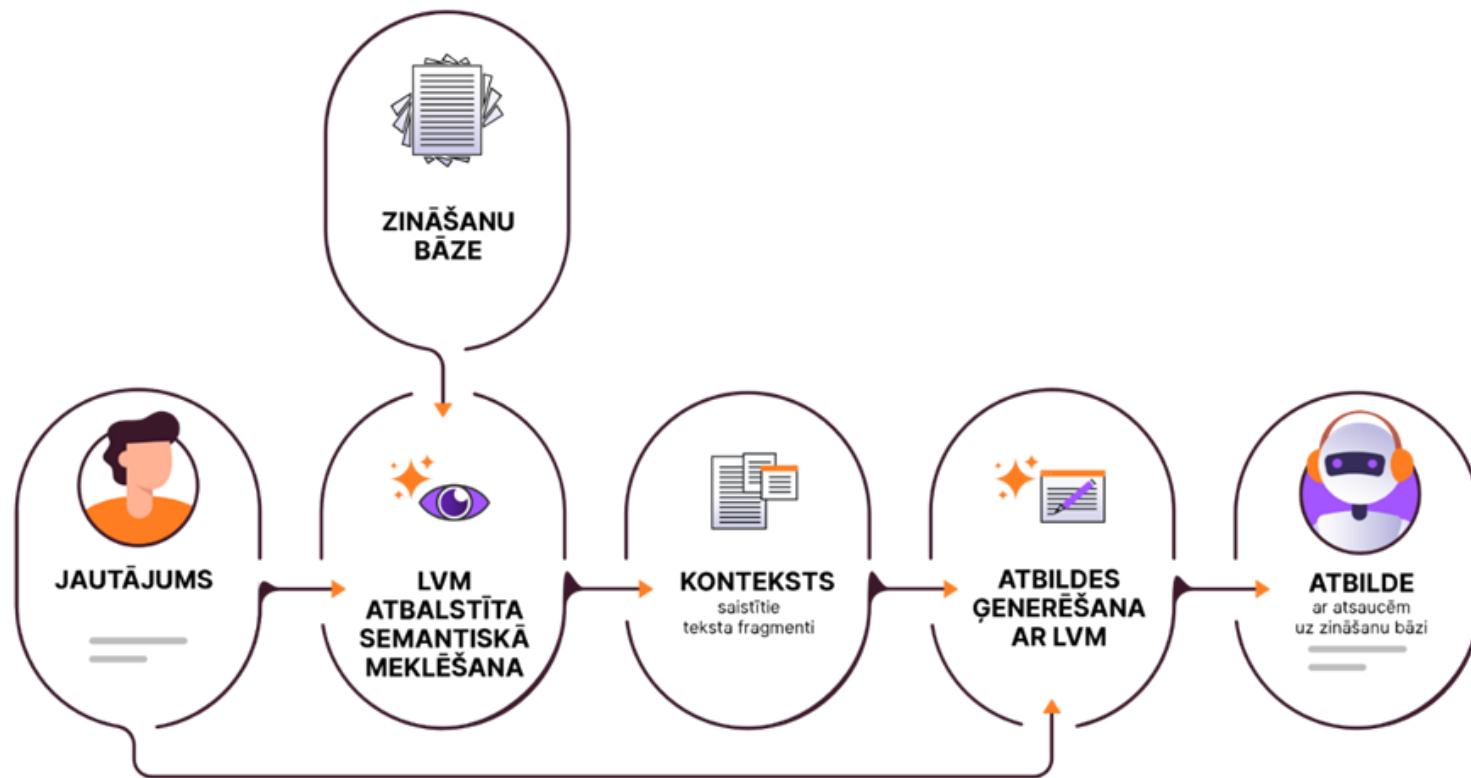 ZINĀŠANU
BĀZE
JAUTĀJUMS
LVM
ATBALSTĪTA
SEMANTISKĀ
MEKLĒŠANA
KONTEKSTS
saistītie
teksta fragmenti
ATBILDES
ĢENERĒŠANA
AR LVM
ATBILDE
ar atsaucēm
uz zināšanu bāzi